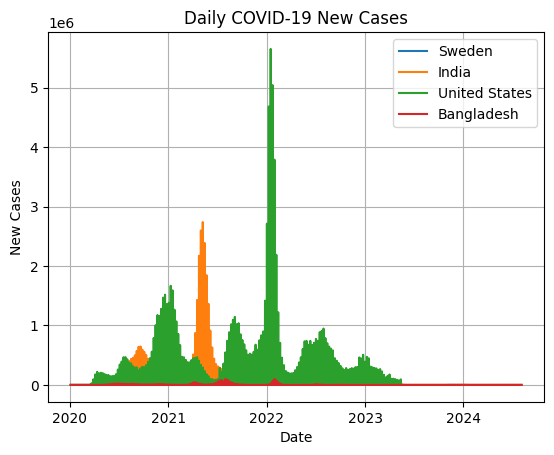 Daily COVID-19 New Cases
1e6
Sweden
India
United States
Bangladesh
5
4
3
2
1
0
New Cases
2020 2021 2022 2023 2024
Date